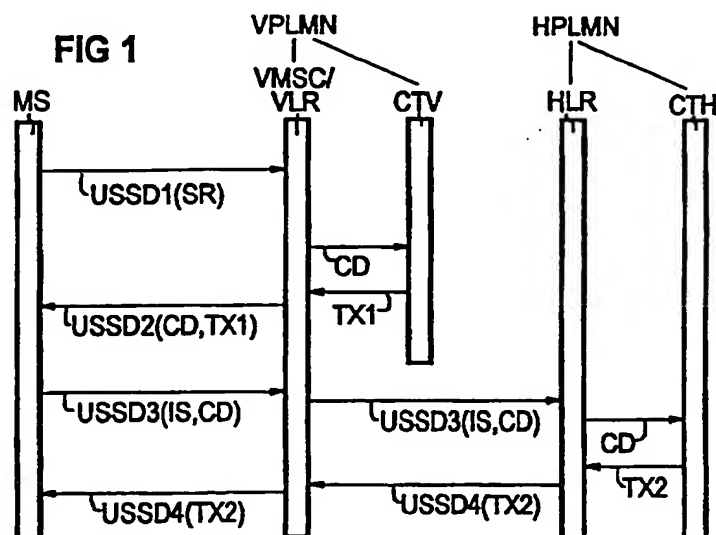 FIG 1
VPLMN
HPLMN
MS
VMSC/
VLR
CTV
HLR
CTH
USSD1(SR)
CD
TX1
USSD2(CD,TX1)
USSD3(IS,CD)
USSD3(IS,CD)
CD
TX2
USSD4(TX2)
USSD4(TX2)